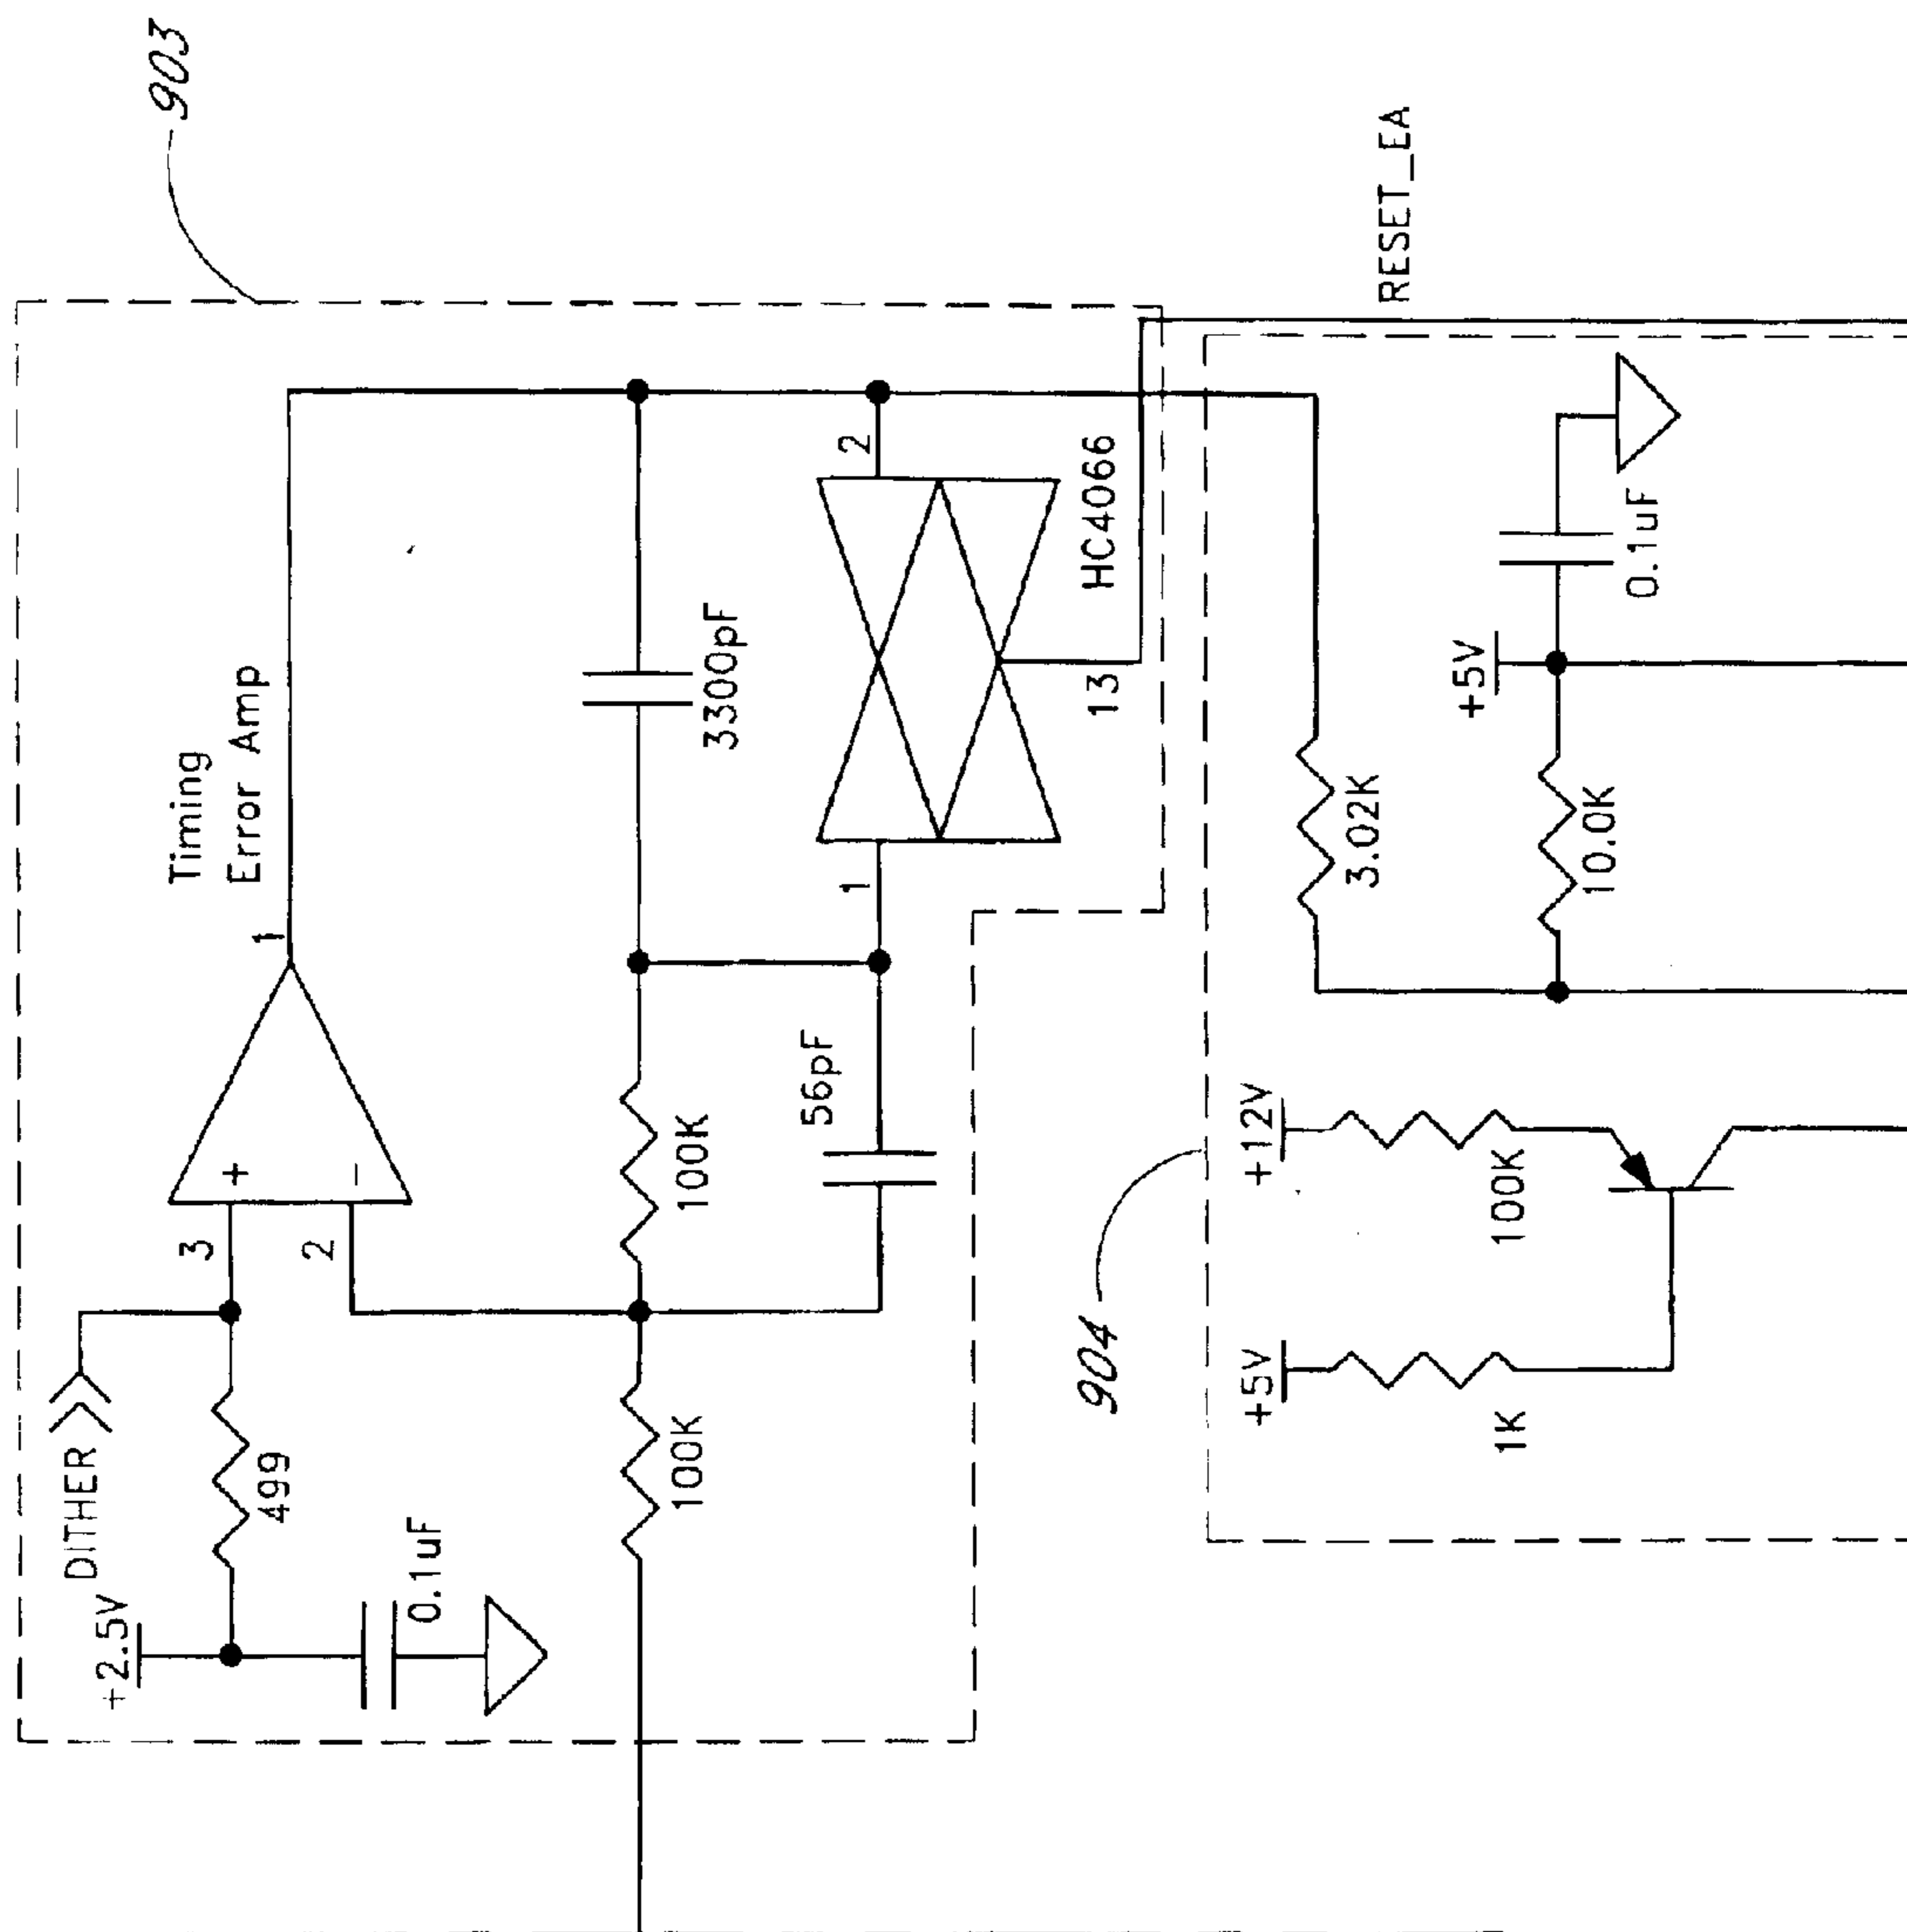 903
DITHER
+2.5V
499
0.1uF
3
2
+
−
1
Timing
Error Amp
100K
100K
56pF
3300pF
1
2
13
HC4066
RESET_EA
904
+5V
1K
+12V
100K
3.02K
10.0K
+5V
0.1uF